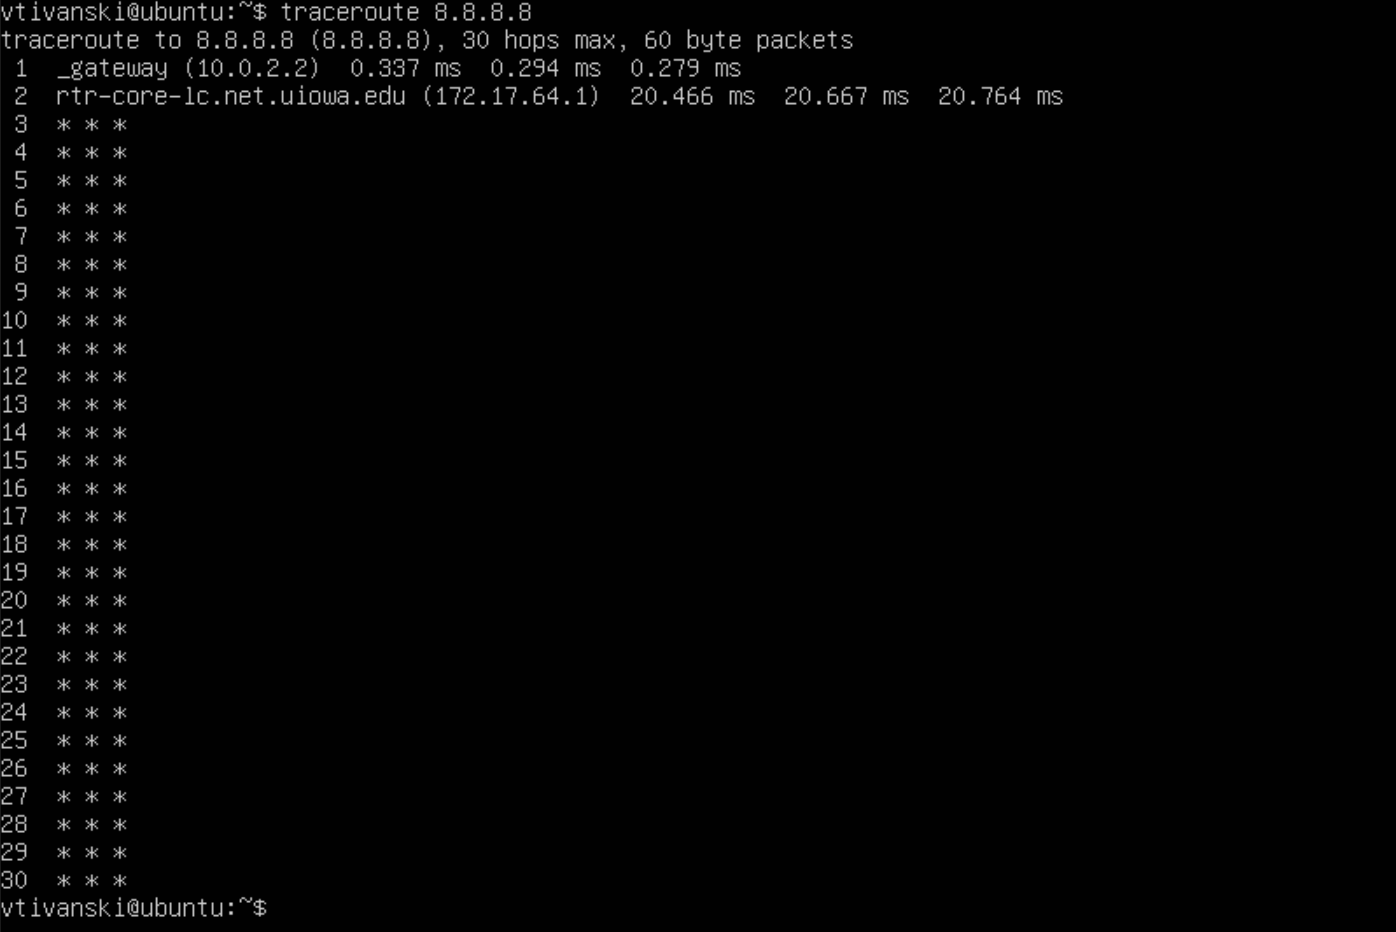 vtivanski@ubuntu:~$ traceroute 8.8.8.8
traceroute to 8.8.8.8 (8.8.8.8), 30 hops max, 60 byte packets
 1  _gateway (10.0.2.2)  0.337 ms  0.294 ms  0.279 ms
 2  rtr-core-lc.net.uiowa.edu (172.17.64.1)  20.466 ms  20.667 ms  20.764 ms
 3  * * *
 4  * * *
 5  * * *
 6  * * *
 7  * * *
 8  * * *
 9  * * *
10  * * *
11  * * *
12  * * *
13  * * *
14  * * *
15  * * *
16  * * *
17  * * *
18  * * *
19  * * *
20  * * *
21  * * *
22  * * *
23  * * *
24  * * *
25  * * *
26  * * *
27  * * *
28  * * *
29  * * *
30  * * *
vtivanski@ubuntu:~$